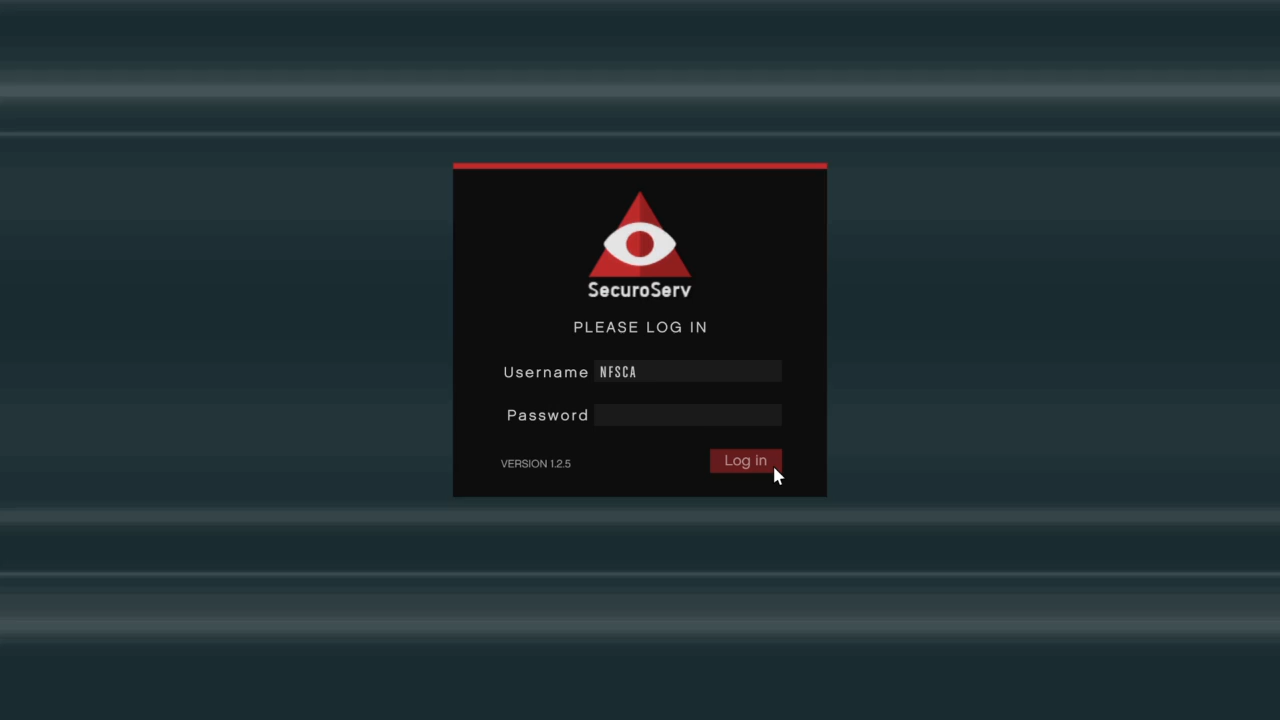 SecuroServ
PLEASE LOG IN
Username NFSCA
Password
VERSION 1.2.5 Log in